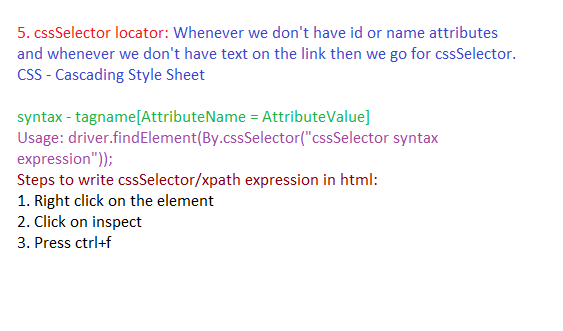 5. cssSelector locator: Whenever we don't have id or name attributes
and whenever we don't have text on the link then we go for cssSelector.
CSS - Cascading Style Sheet
syntax - tagname[AttributeName = AttributeValue]
Usage: driver.findElement(By.cssSelector("cssSelector syntax
expression"));
Steps to write cssSelector/xpath expression in html:
1. Right click on the element
2. Click on inspect
3. Press ctrl+f